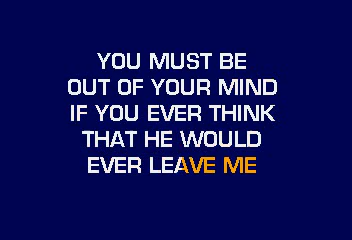 YOU MUST BE
OUT OF YOUR MIND
IF YOU EVER THINK
THAT HE WOULD
EVER LEAVE ME